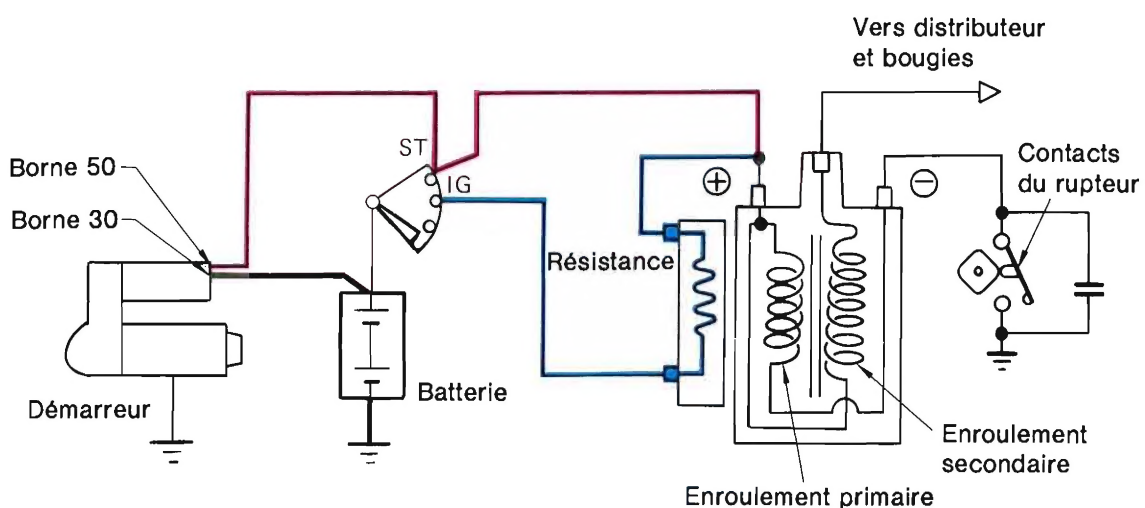 Vers distributeur
et bougies
ST
IG
Borne 50
Borne 30
Contacts
du rupteur
+
−
Résistance
Démarreur
Batterie
Enroulement
secondaire
Enroulement primaire